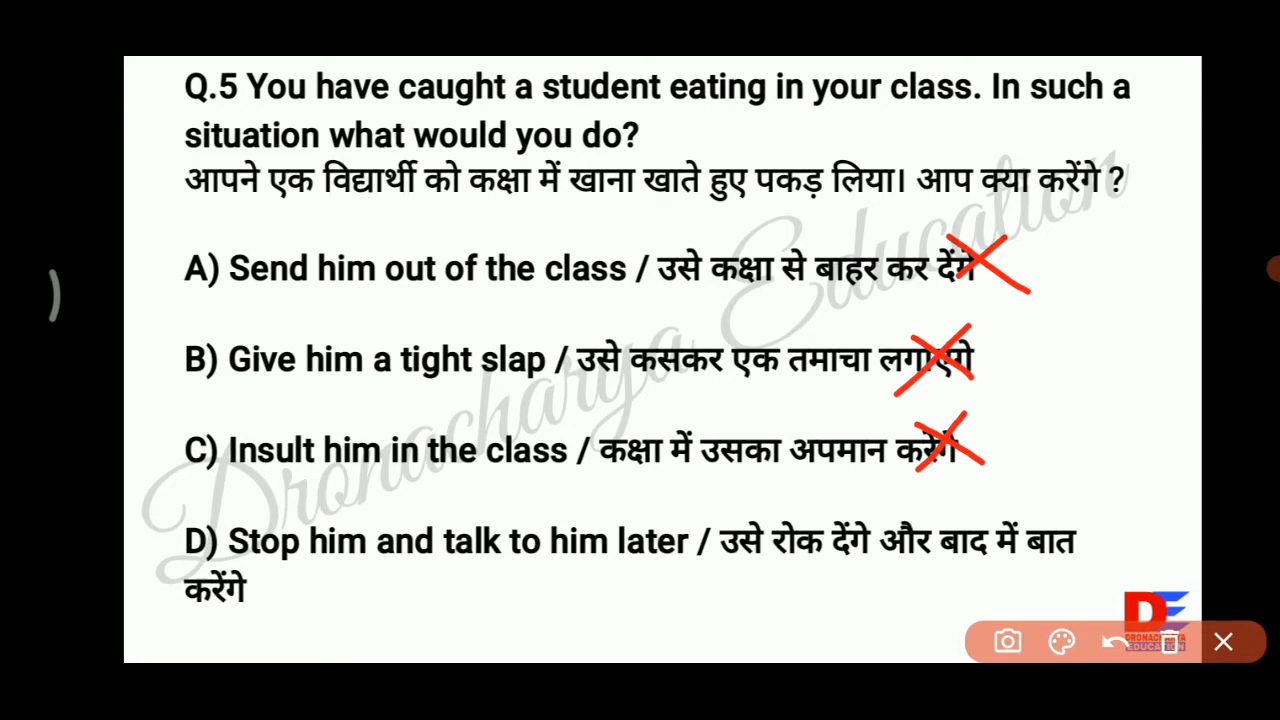 Q.5 You have caught a student eating in your class. In such a
situation what would you do?
आपने एक विद्यार्थी को कक्षा में खाना खाते हुए पकड़ लिया। आप क्या करेंगे ?
A) Send him out of the class / उसे कक्षा से बाहर कर देंगे
B) Give him a tight slap / उसे कसकर एक तमाचा लगाएंगे
C) Insult him in the class / कक्षा में उसका अपमान करेंगे
D) Stop him and talk to him later / उसे रोक देंगे और बाद में बात
करेंगे
Dronacharya Education
DE
DRONACHARYA
EDUCATION